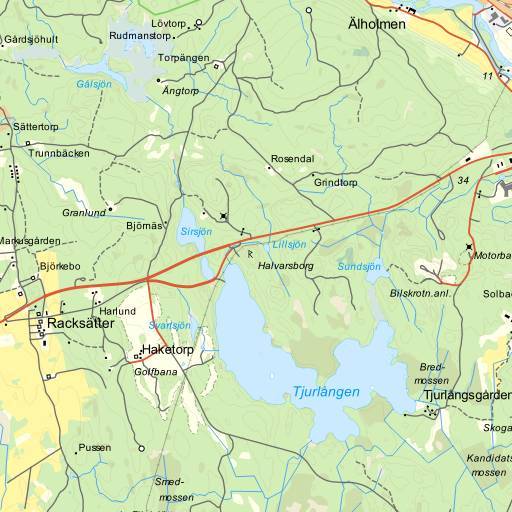 Lövtorp
Älholmen
Rudmanstorp
Gårdsjöhult
Torpängen
Gålsjön
Ängtorp
11
Sättertorp
Trunnbäcken
Rosendal
Grindtorp
34
Granlund
Björnäs
Sirsjön
Markusgården
Lillsjön
Motorba
Björkebo
Halvarsborg
Sundsjön
Bilskrotn.anl.
Solbac
Harlund
Racksätter
Svartsjön
Haketorp
Golfbana
Bred-
mossen
Tjurlången
Tjurlångsgården
Skoga
Pussen
Kandidats
mossen
Smed-
mossen